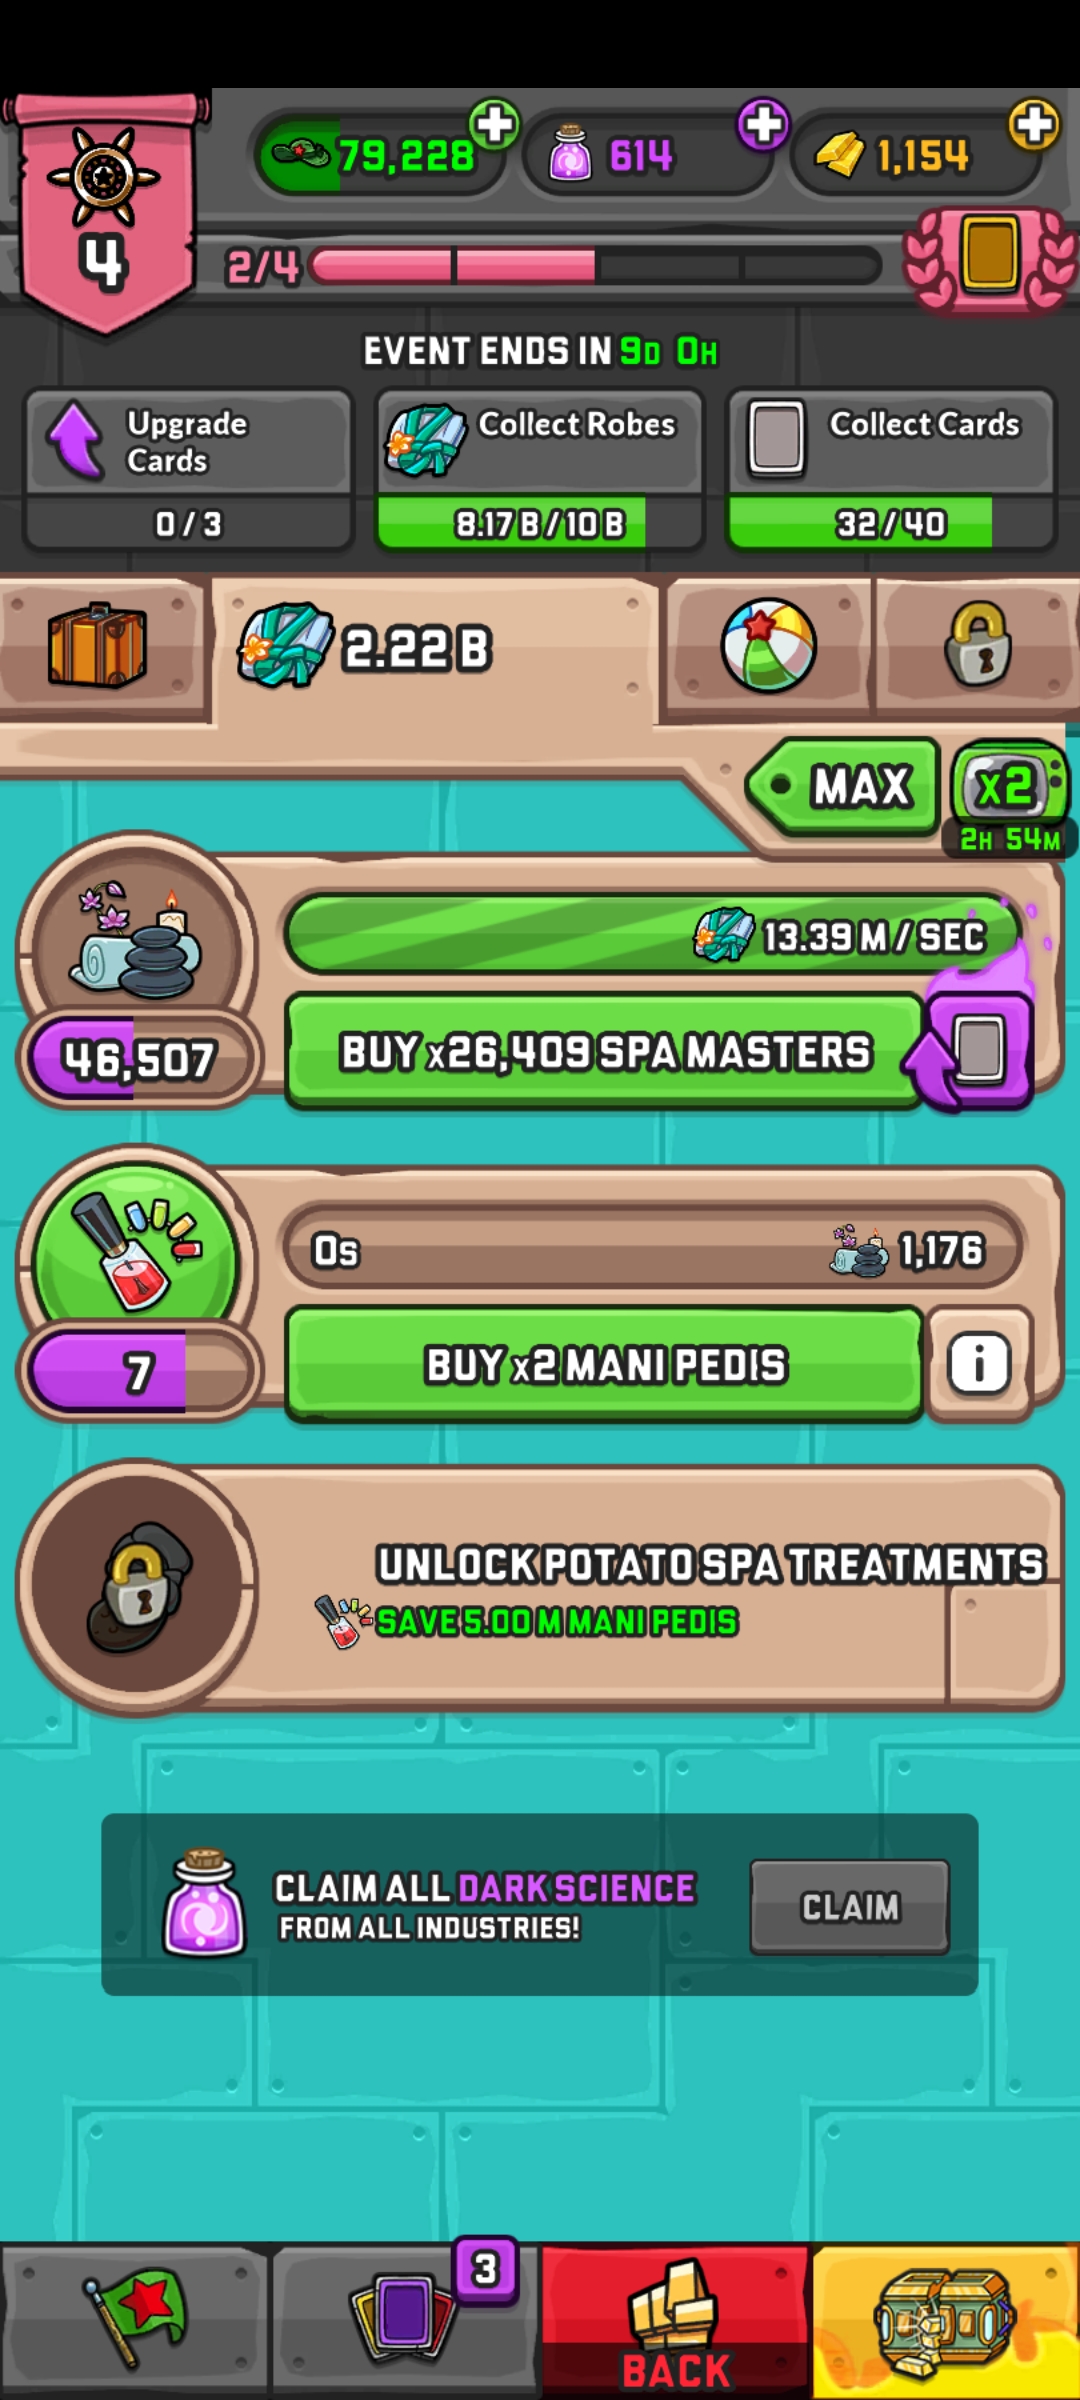 79,228
614
1,154
4
2/4
EVENT ENDS IN 9D 0H
Upgrade
Cards
Collect Robes
Collect Cards
0 / 3
8.17 B / 10 B
32 / 40
2.22 B
MAX
x2
2H 54M
13.39 M / SEC
46,507
BUY x26,409 SPA MASTERS
0s
1,176
7
BUY x2 MANI PEDIS
i
UNLOCK POTATO SPA TREATMENTS
SAVE 5.00 M MANI PEDIS
CLAIM ALL DARK SCIENCE
FROM ALL INDUSTRIES!
CLAIM
3
BACK